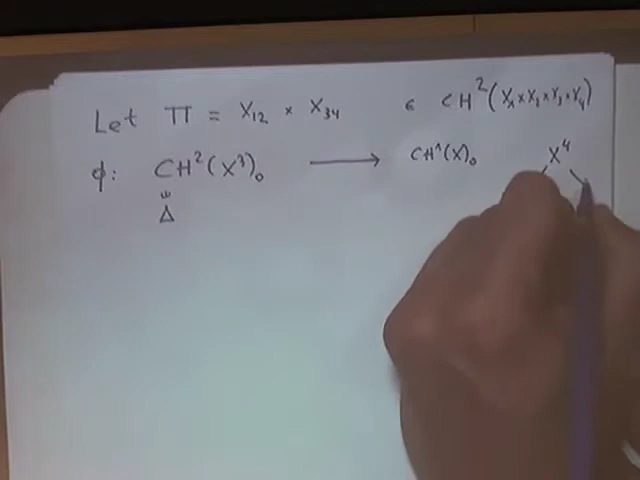 Let Π = X₁₂ × X₃₄ ∈ CH²(X₁×X₂×X₃×X₄)
φ: CH²(X³)₀ ⟶ CH¹(X)₀ X⁴
Δ